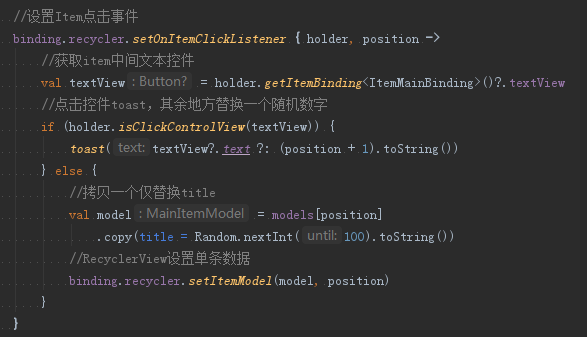 //设置Item点击事件
binding.recycler.setOnItemClickListener { holder, position ->
//获取item中间文本控件
val textView : Button? = holder.getItemBinding<ItemMainBinding>()?.textView
//点击控件toast，其余地方替换一个随机数字
if (holder.isClickControlView(textView)) {
toast( text: textView?.text ?: (position + 1).toString())
} else {
//拷贝一个仅替换title
val model : MainItemModel = models[position]
.copy(title = Random.nextInt( until: 100).toString())
//RecyclerView设置单条数据
binding.recycler.setItemModel(model, position)
}
}